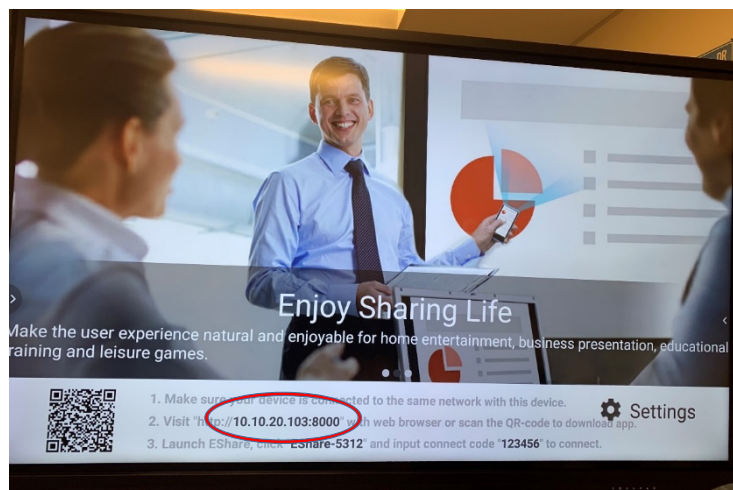 Enjoy Sharing Life
Make the user experience natural and enjoyable for home entertainment, business presentation, educational
raining and leisure games.
1. Make sure your device is connected to the same network with this device.
2. Visit "http://10.10.20.103:8000" with web browser or scan the QR-code to download app.
3. Launch EShare, click "EShare-5312" and input connect code "123456" to connect.
Settings